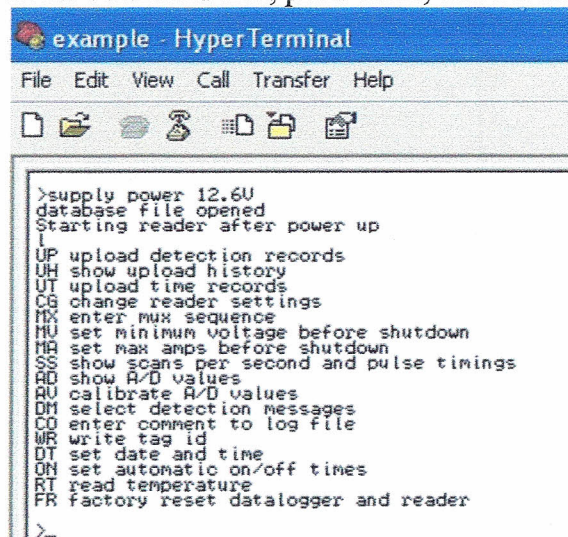 example - HyperTerminal
File Edit View Call Transfer Help
>supply power 12.6V
database file opened
Starting reader after power up
l
UP upload detection records
UH show upload history
UT upload time records
CG change reader settings
MX enter mux sequence
MV set minimum voltage before shutdown
MA set max amps before shutdown
SS show scans per second and pulse timings
AD show A/D values
AV calibrate A/D values
DM select detection messages
CO enter comment to log file
WR write tag id
DT set date and time
ON set automatic on/off times
RT read temperature
FR factory reset datalogger and reader
>_